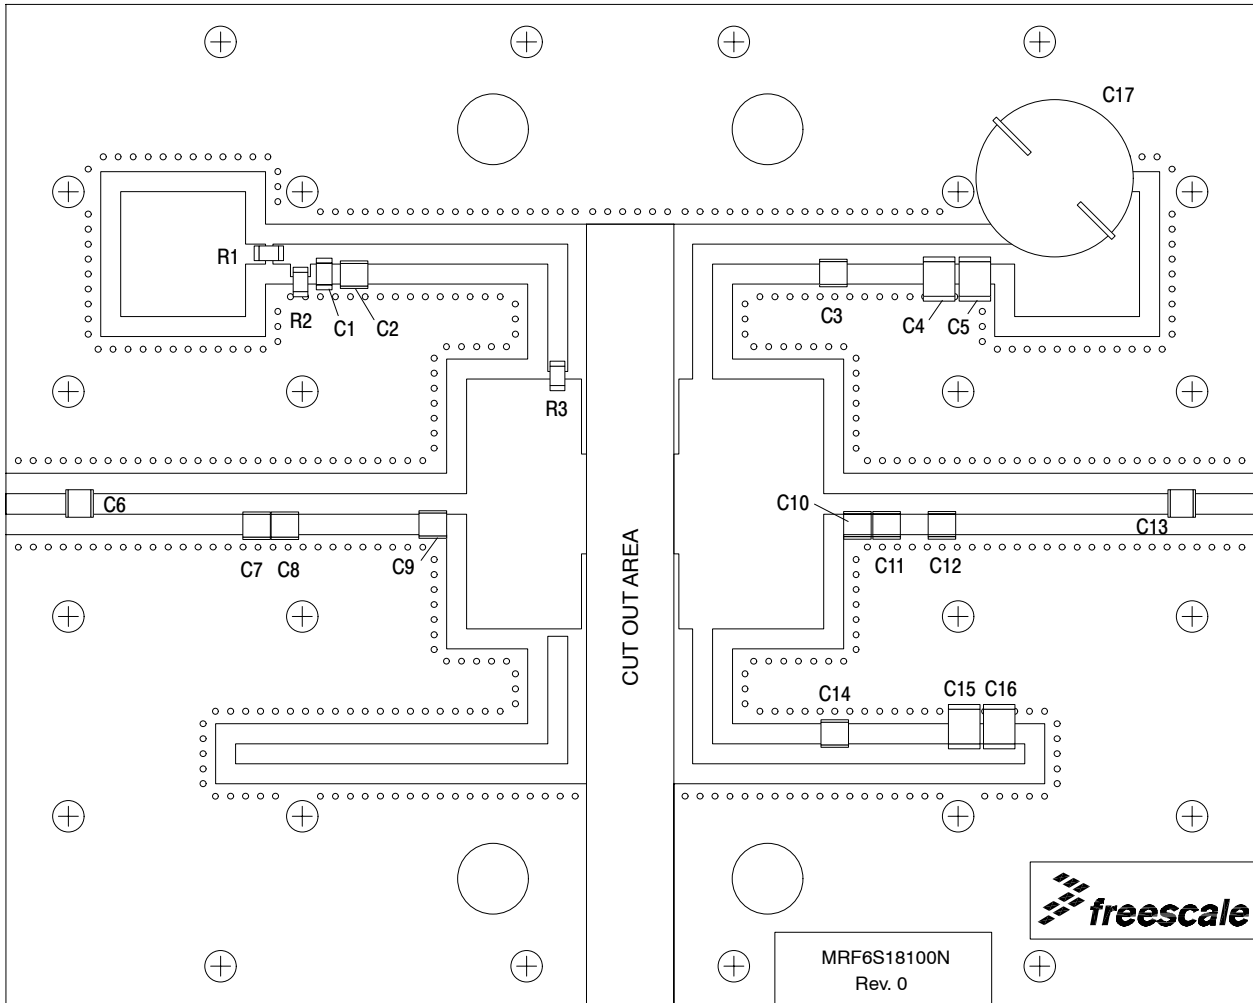 C17
R1
R2
C1
C2
C3
C4
C5
R3
C6
C7
C8
C9
C10
C11
C12
C13
CUT OUT AREA
C14
C15
C16
freescale
MRF6S18100N
Rev. 0